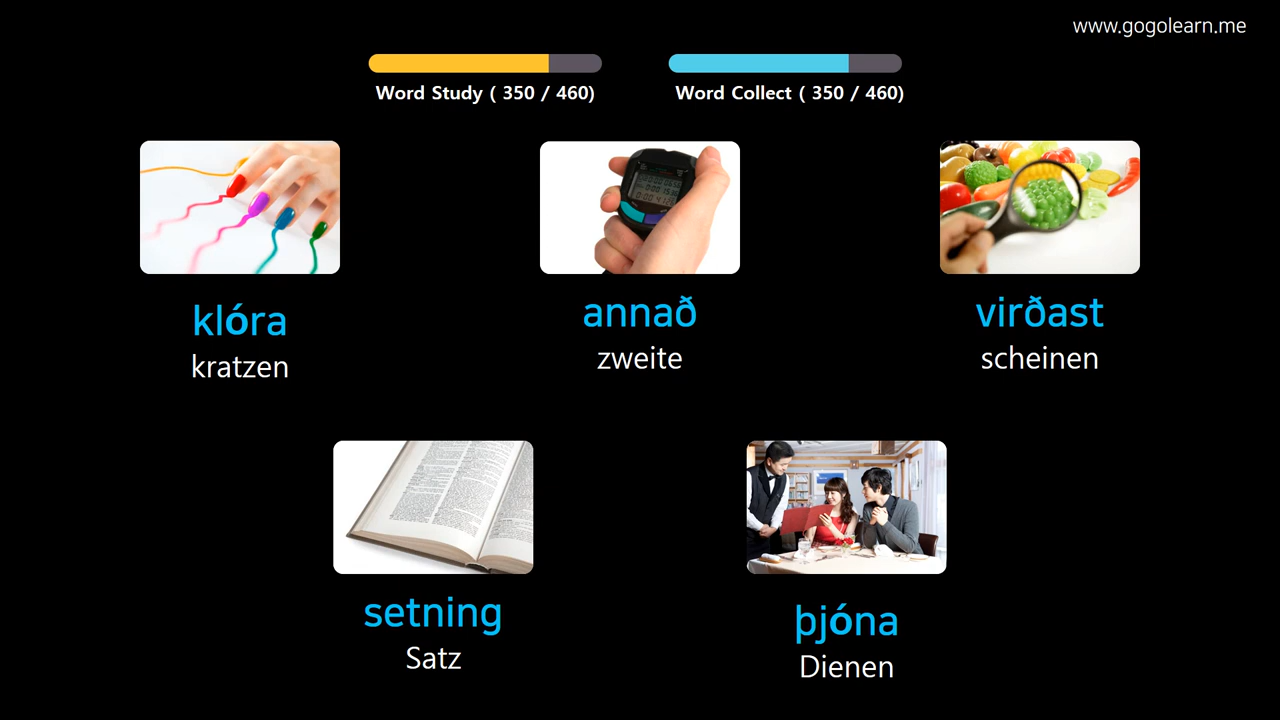 www.gogolearn.me
Word Study ( 350 / 460)
Word Collect ( 350 / 460)
klóra
kratzen
annað
zweite
virðast
scheinen
setning
Satz
þjóna
Dienen